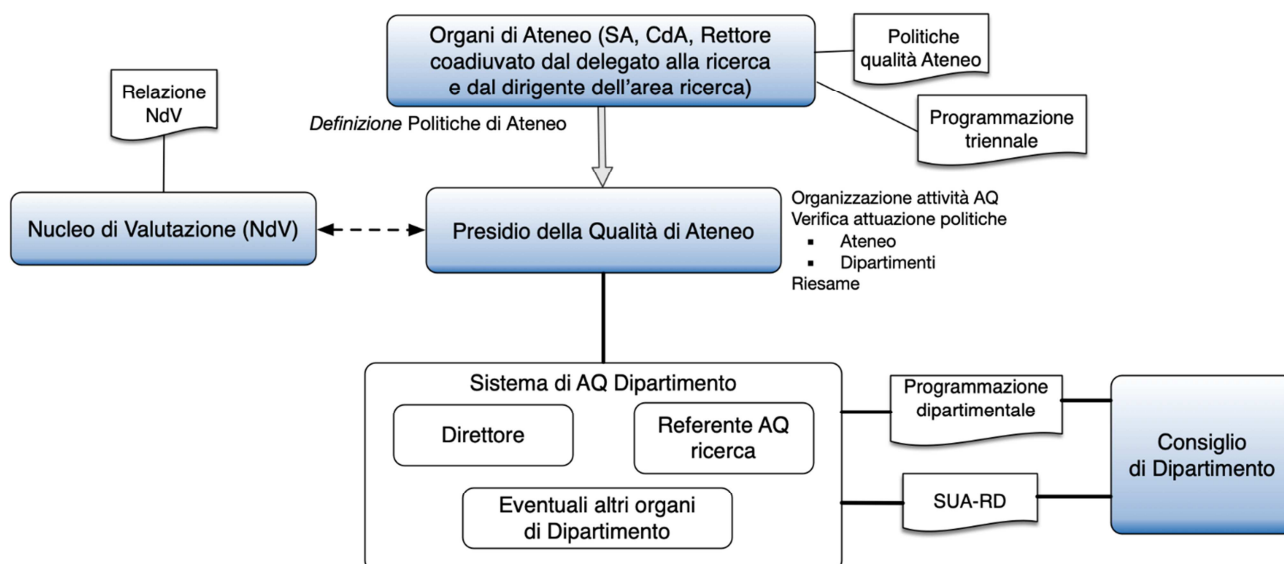 Organi di Ateneo (SA, CdA, Rettore
coadiuvato dal delegato alla ricerca
e dal dirigente dell'area ricerca)
Politiche
qualità Ateneo
Programmazione
triennale
Relazione
NdV
Definizione Politiche di Ateneo
Nucleo di Valutazione (NdV)
Presidio della Qualità di Ateneo
Organizzazione attività AQ
Verifica attuazione politiche
▪ Ateneo
▪ Dipartimenti
Riesame
Sistema di AQ Dipartimento
Direttore
Referente AQ
ricerca
Eventuali altri organi
di Dipartimento
Programmazione
dipartimentale
SUA-RD
Consiglio
di Dipartimento